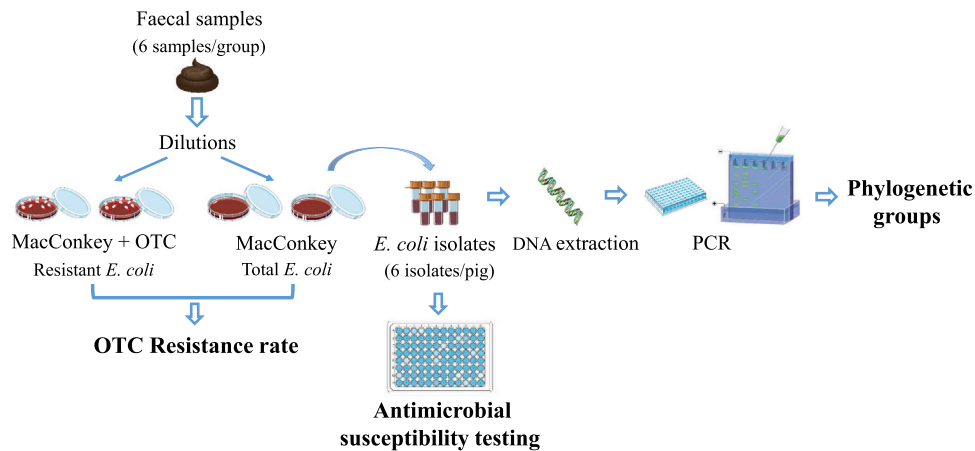 Faecal samples
(6 samples/group)
Dilutions
MacConkey + OTC
Resistant E. coli
MacConkey
Total E. coli
E. coli isolates
(6 isolates/pig)
DNA extraction
PCR
Phylogenetic
groups
OTC Resistance rate
Antimicrobial
susceptibility testing